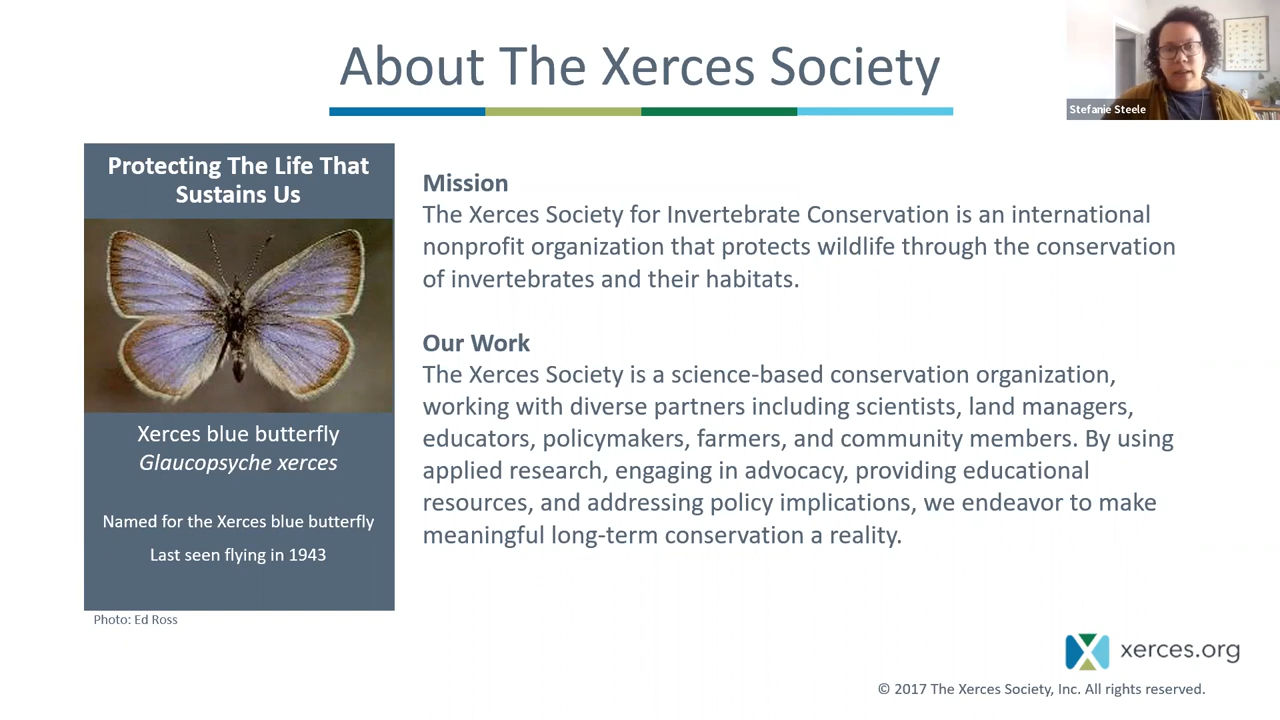 About The Xerces Society
Stefanie Steele
Protecting The Life That
Sustains Us
Xerces blue butterfly
Glaucopsyche xerces
Named for the Xerces blue butterfly
Last seen flying in 1943
Photo: Ed Ross
Mission
The Xerces Society for Invertebrate Conservation is an international
nonprofit organization that protects wildlife through the conservation
of invertebrates and their habitats.
Our Work
The Xerces Society is a science-based conservation organization,
working with diverse partners including scientists, land managers,
educators, policymakers, farmers, and community members. By using
applied research, engaging in advocacy, providing educational
resources, and addressing policy implications, we endeavor to make
meaningful long-term conservation a reality.
xerces.org
© 2017 The Xerces Society, Inc. All rights reserved.